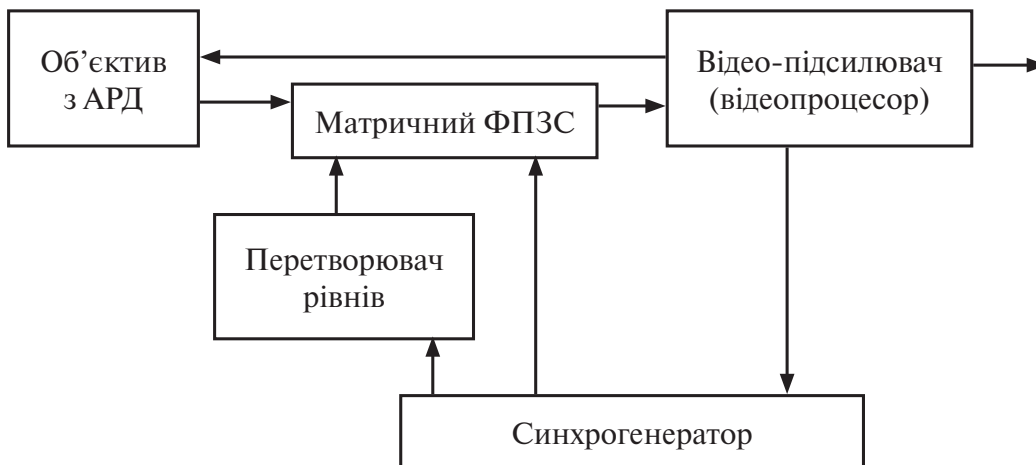 Об’єктив
з АРД
Матричний ФПЗС
Відео-підсилювач
(відеопроцесор)
Перетворювач
рівнів
Синхрогенератор